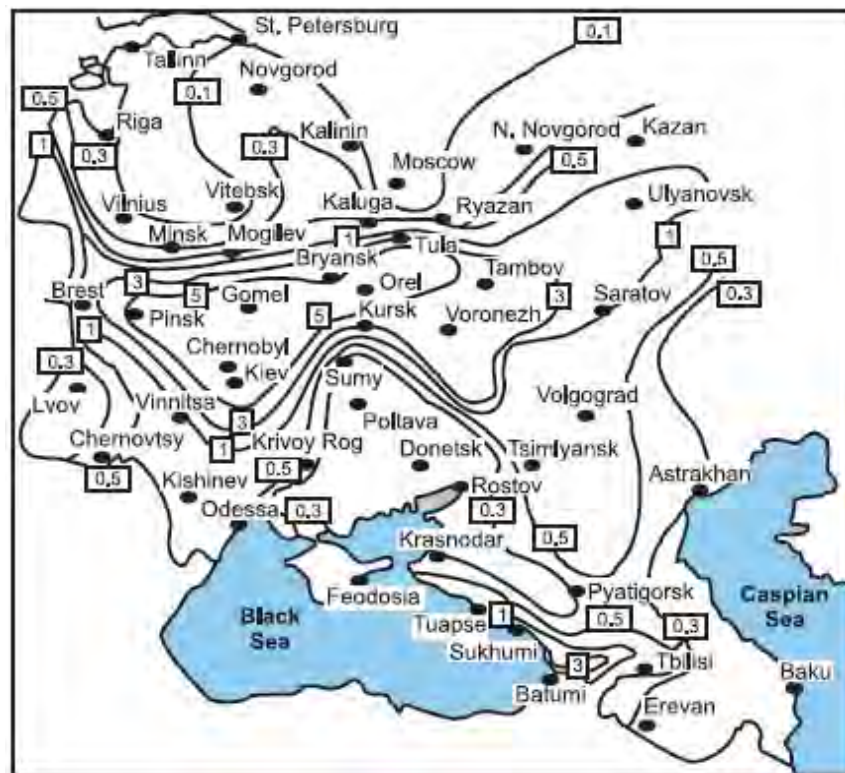 St. Petersburg
0.1
Tallinn
Novgorod
0.5
0.1
Riga
Kalinin
N. Novgorod
Kazan
1
0.3
0.3
0.5
Moscow
Vilnius
Vitebsk
Kaluga
Ryazan
Ulyanovsk
Minsk
Mogilev
1
Tula
1
Bryansk
0.5
3
5
Gomel
Orel
Tambov
3
0.3
Brest
Pinsk
5
Kursk
Voronezh
Saratov
1
Chernobyl
0.3
Kiev
Sumy
Lvov
Vinnitsa
3
Poltava
Volgograd
Chernovtsy
1
Krivoy Rog
Donetsk
Tsimlyansk
0.5
0.5
Astrakhan
Kishinev
Rostov
Odessa
0.3
0.3
Krasnodar
0.5
Feodosia
Pyatigorsk
Caspian
Sea
Black
Sea
Tuapse
1
0.5
0.3
Sukhumi
3
Tbilisi
Batumi
Baku
Erevan